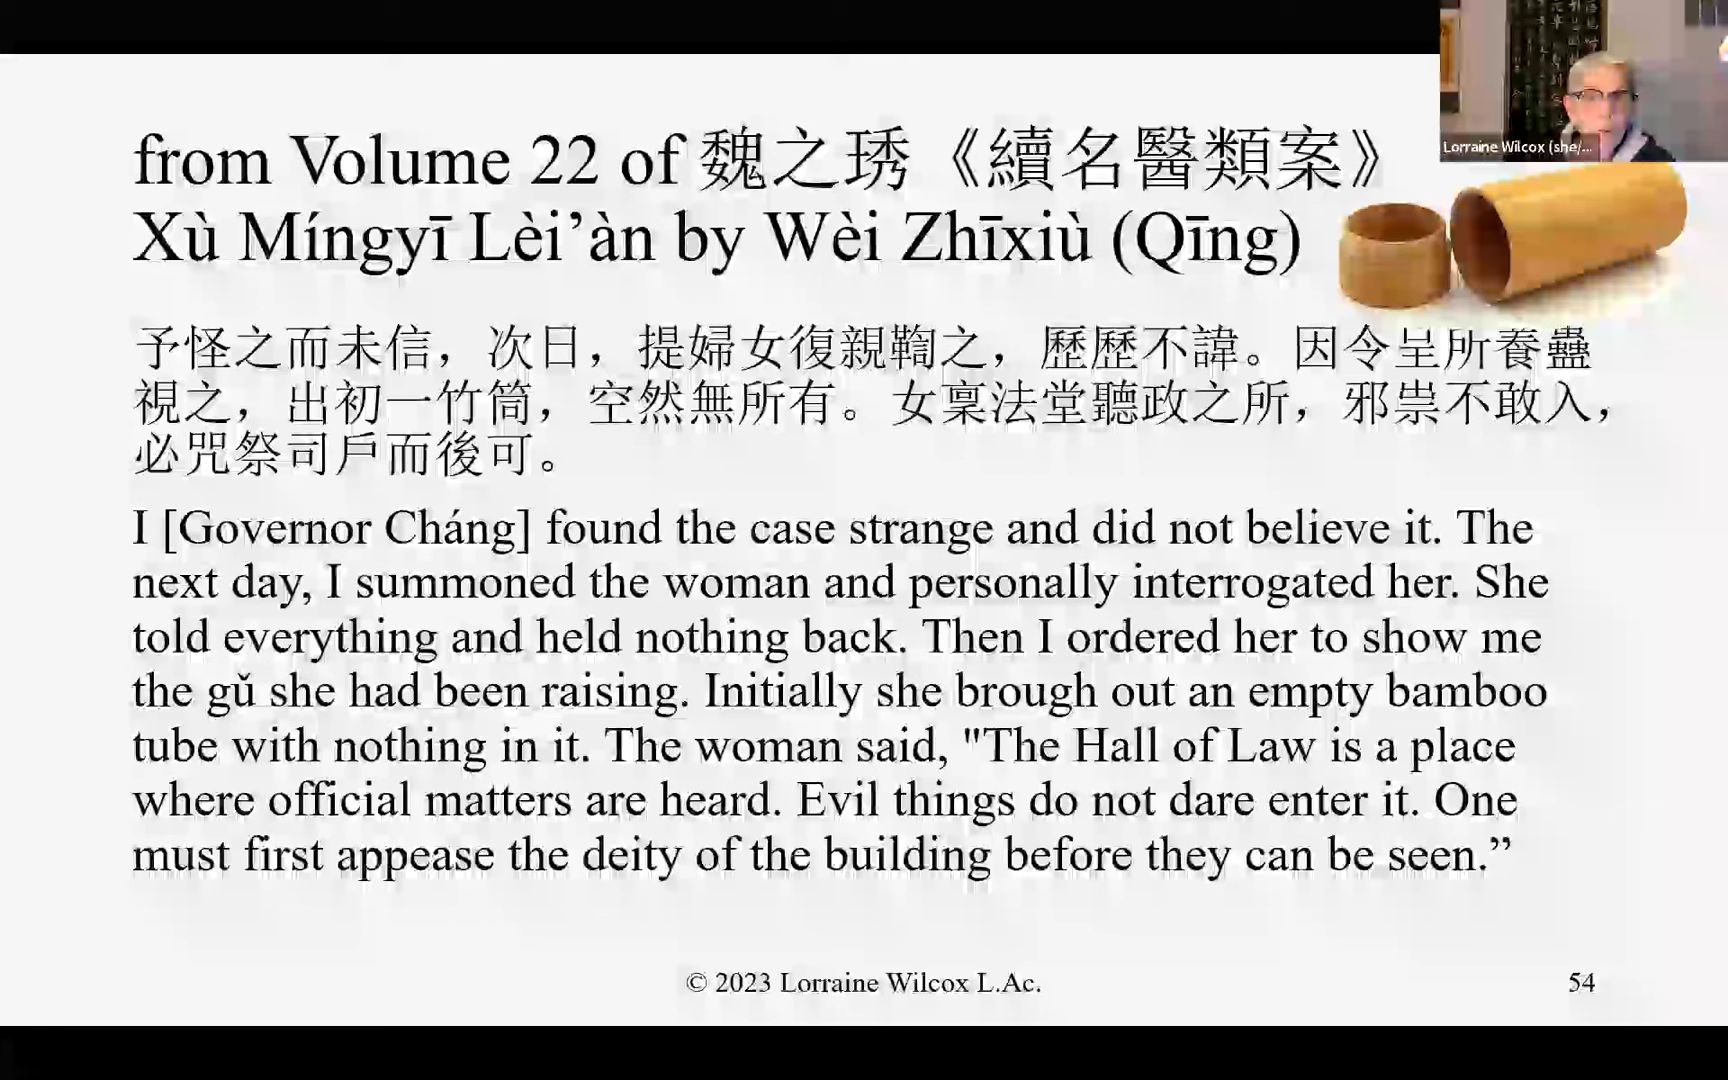 from Volume 22 of 魏之琇《續名醫類案》
Xù Míngyī Lèi’àn by Wèi Zhīxiù (Qīng)
Lorraine Wilcox (she/...
予怪之而未信，次日，提婦女復親鞫之，歷歷不諱。因令呈所養蠱
視之，出初一竹筒，空然無所有。女稟法堂聽政之所，邪祟不敢入，
必咒祭司戶而後可。
I [Governor Cháng] found the case strange and did not believe it. The
next day, I summoned the woman and personally interrogated her. She
told everything and held nothing back. Then I ordered her to show me
the gǔ she had been raising. Initially she brough out an empty bamboo
tube with nothing in it. The woman said, "The Hall of Law is a place
where official matters are heard. Evil things do not dare enter it. One
must first appease the deity of the building before they can be seen.”
© 2023 Lorraine Wilcox L.Ac.
54